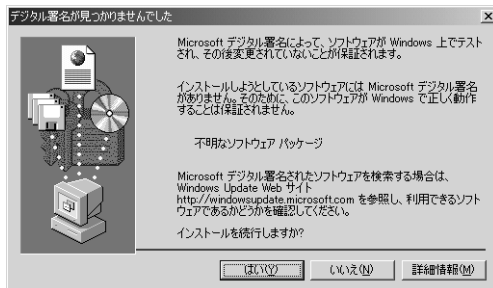 デジタル署名が見つかりませんでした
Microsoft デジタル署名によって、ソフトウェアが Windows 上でテスト
され、その後変更されていないことが保証されます。
インストールしようとしているソフトウェアには Microsoft デジタル署名
がありません。そのために、このソフトウェアが Windows で正しく動作
することは保証されません。
不明なソフトウェア パッケージ
Microsoft デジタル署名されたソフトウェアを検索する場合は、
Windows Update Web サイト
http://windowsupdate.microsoft.com を参照し、利用できるソフト
ウェアであるかどうかを確認してください。
インストールを続行しますか?
はい(Y) いいえ(N) 詳細情報(M)